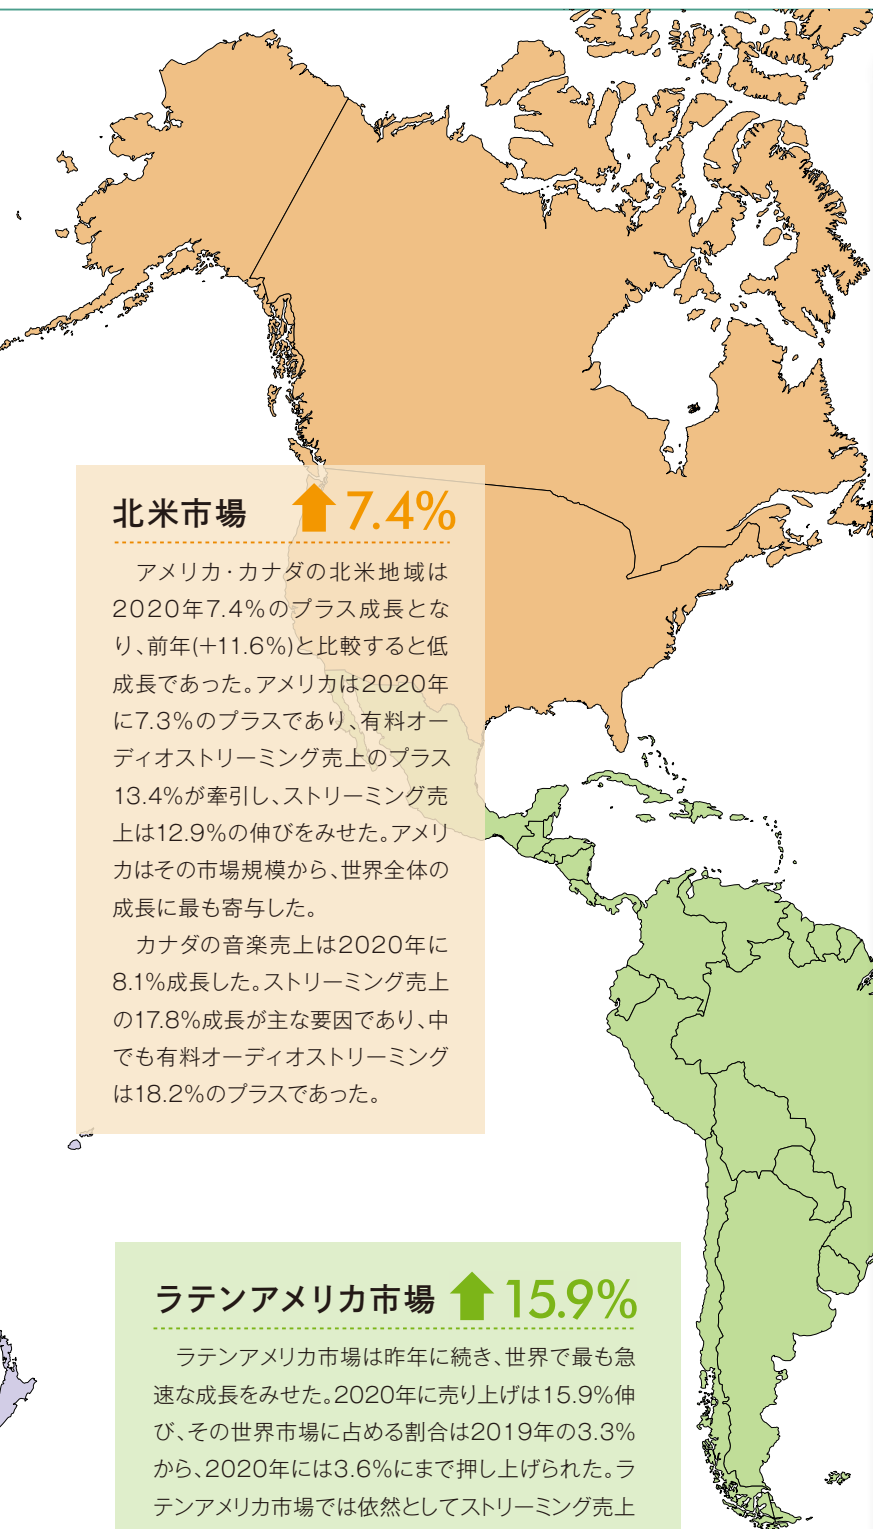 北米市場 7.4%
アメリカ・カナダの北米地域は
2020年7.4%のプラス成長とな
り、前年(+11.6%)と比較すると低
成長であった。アメリカは2020年
に7.3%のプラスであり、有料オー
ディオストリーミング売上のプラス
13.4%が牽引し、ストリーミング売
上は12.9%の伸びをみせた。アメリ
カはその市場規模から、世界全体の
成長に最も寄与した。
カナダの音楽売上は2020年に
8.1%成長した。ストリーミング売上
の17.8%成長が主な要因であり、中
でも有料オーディオストリーミング
は18.2%のプラスであった。
ラテンアメリカ市場 15.9%
ラテンアメリカ市場は昨年に続き、世界で最も急
速な成長をみせた。2020年に売り上げは15.9%伸
び、その世界市場に占める割合は2019年の3.3%
から、2020年には3.6%にまで押し上げられた。ラ
テンアメリカ市場では依然としてストリーミング売上